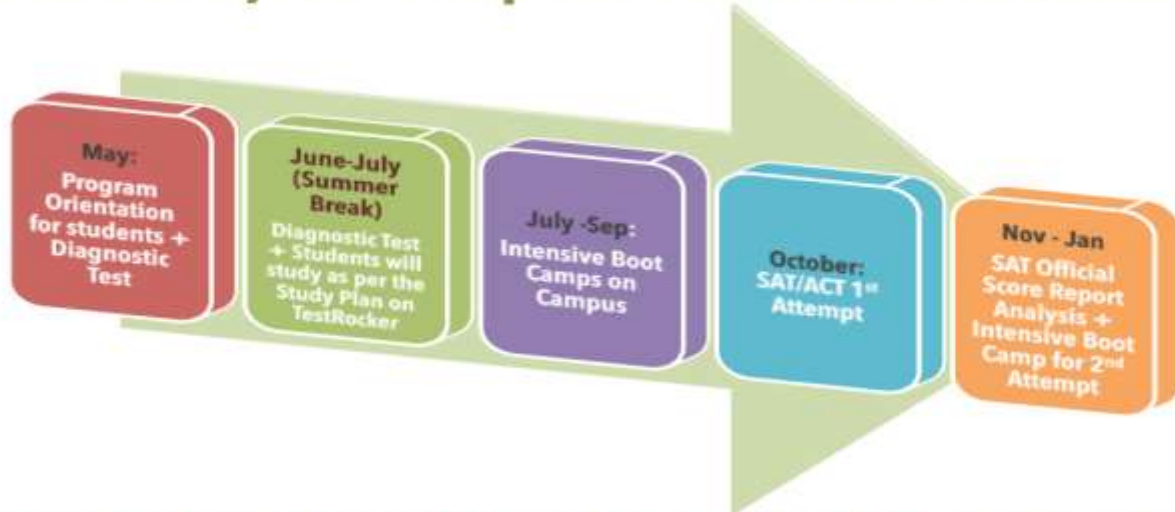 May:
Program
Orientation
for students +
Diagnostic
Test
June-July
(Summer
Break)
Diagnostic Test
+ Students will
study as per the
Study Plan on
TestRocker
July -Sep:
Intensive Boot
Camps on
Campus
October:
SAT/ACT 1st
Attempt
Nov - Jan
SAT Official
Score Report
Analysis +
Intensive Boot
Camp for 2nd
Attempt